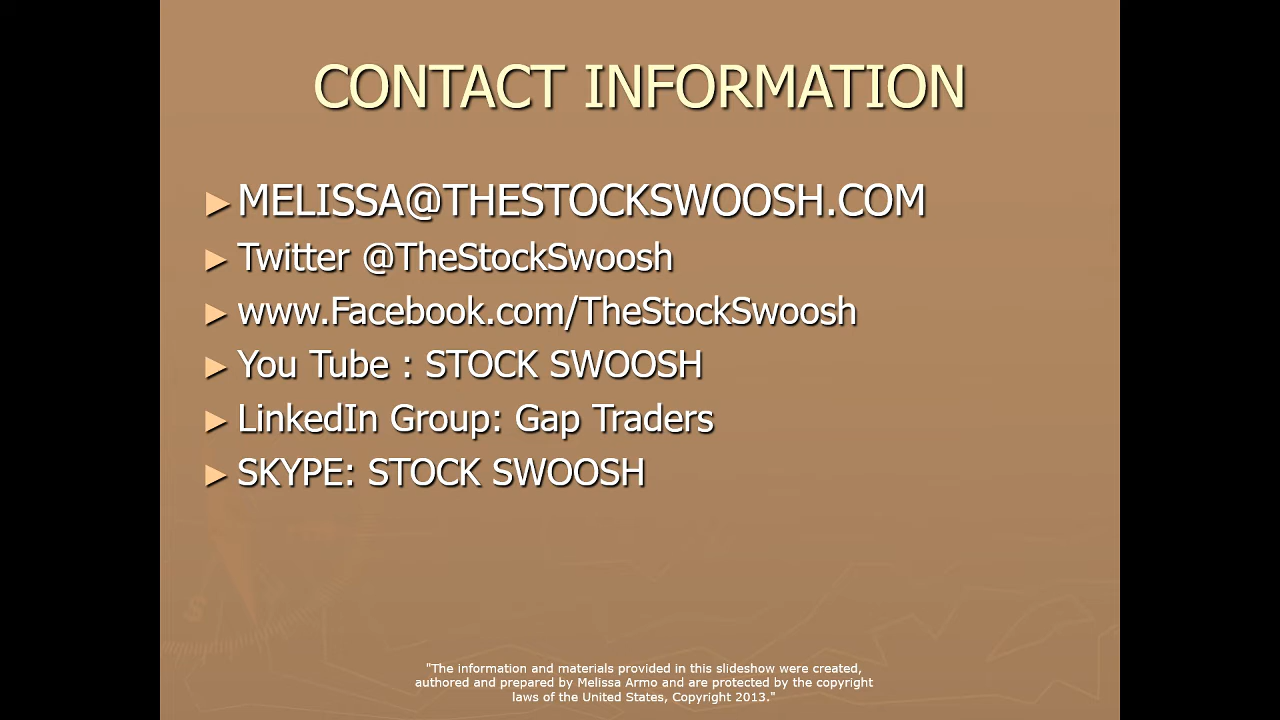 CONTACT INFORMATION
►MELISSA@THESTOCKSWOOSH.COM
►Twitter @TheStockSwoosh
►www.Facebook.com/TheStockSwoosh
►You Tube : STOCK SWOOSH
►LinkedIn Group: Gap Traders
►SKYPE: STOCK SWOOSH
S
"The information and materials provided in this slideshow were created,
authored and prepared by Melissa Armo and are protected by the copyright
laws of the United States, Copyright 2013."